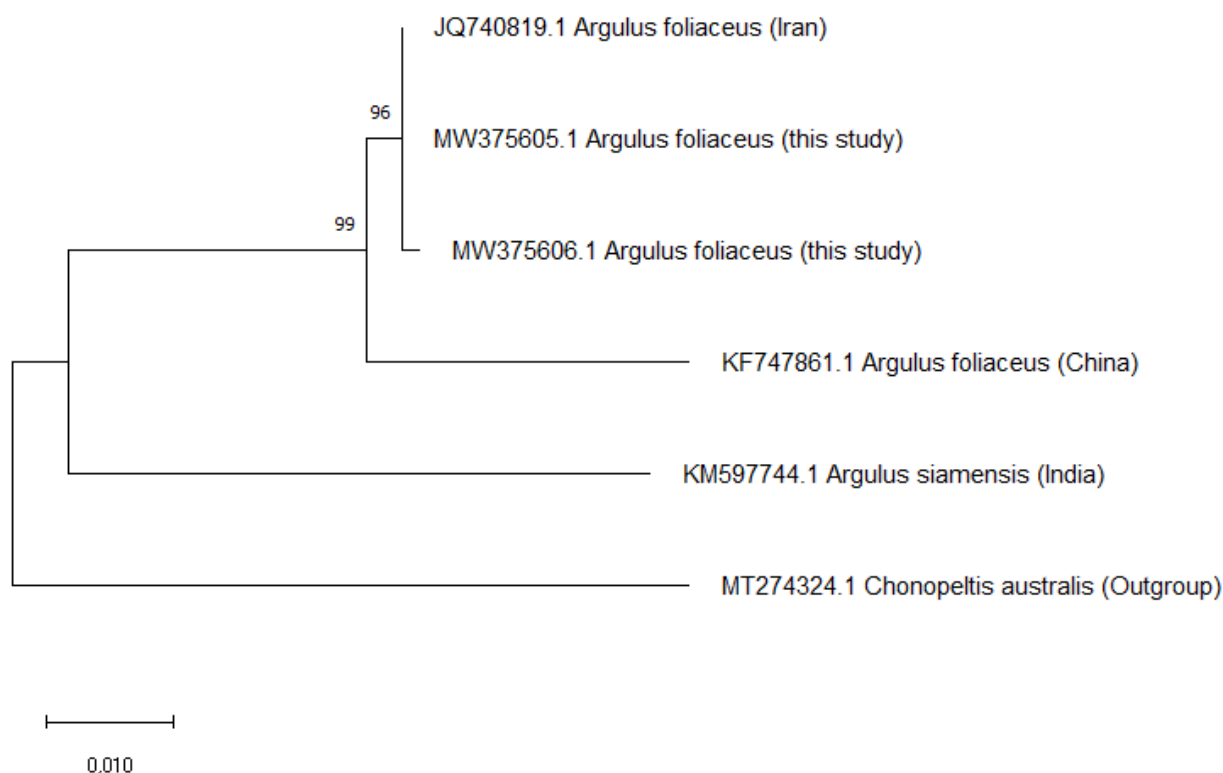 JQ740819.1 Argulus foliaceus (Iran)
96
MW375605.1 Argulus foliaceus (this study)
99
MW375606.1 Argulus foliaceus (this study)
KF747861.1 Argulus foliaceus (China)
KM597744.1 Argulus siamensis (India)
MT274324.1 Chonopeltis australis (Outgroup)
0.010